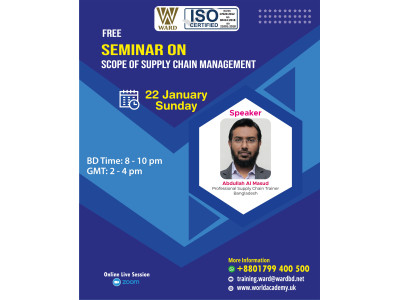 WARD
ISO
CERTIFIED
FREE
SEMINAR ON
SCOPE OF SUPPLY CHAIN MANAGEMENT
22 January
Sunday
Speaker
BD Time: 8 - 10 pm
GMT: 2 - 4 pm
Abdullah Al Masud
Professional Supply Chain Trainer
Bangladesh
More Information
+8801799 400 500
training.ward@wardbd.net
www.worldacademy.uk
Online Live Session
zoom